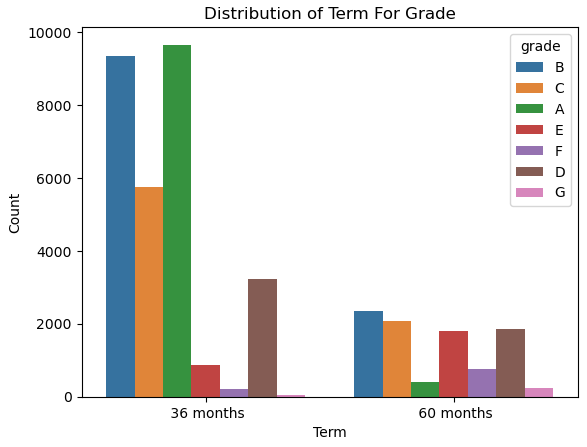 Distribution of Term For Grade
10000
8000
6000
4000
2000
0
Count
36 months
60 months
Term
grade
B
C
A
E
F
D
G